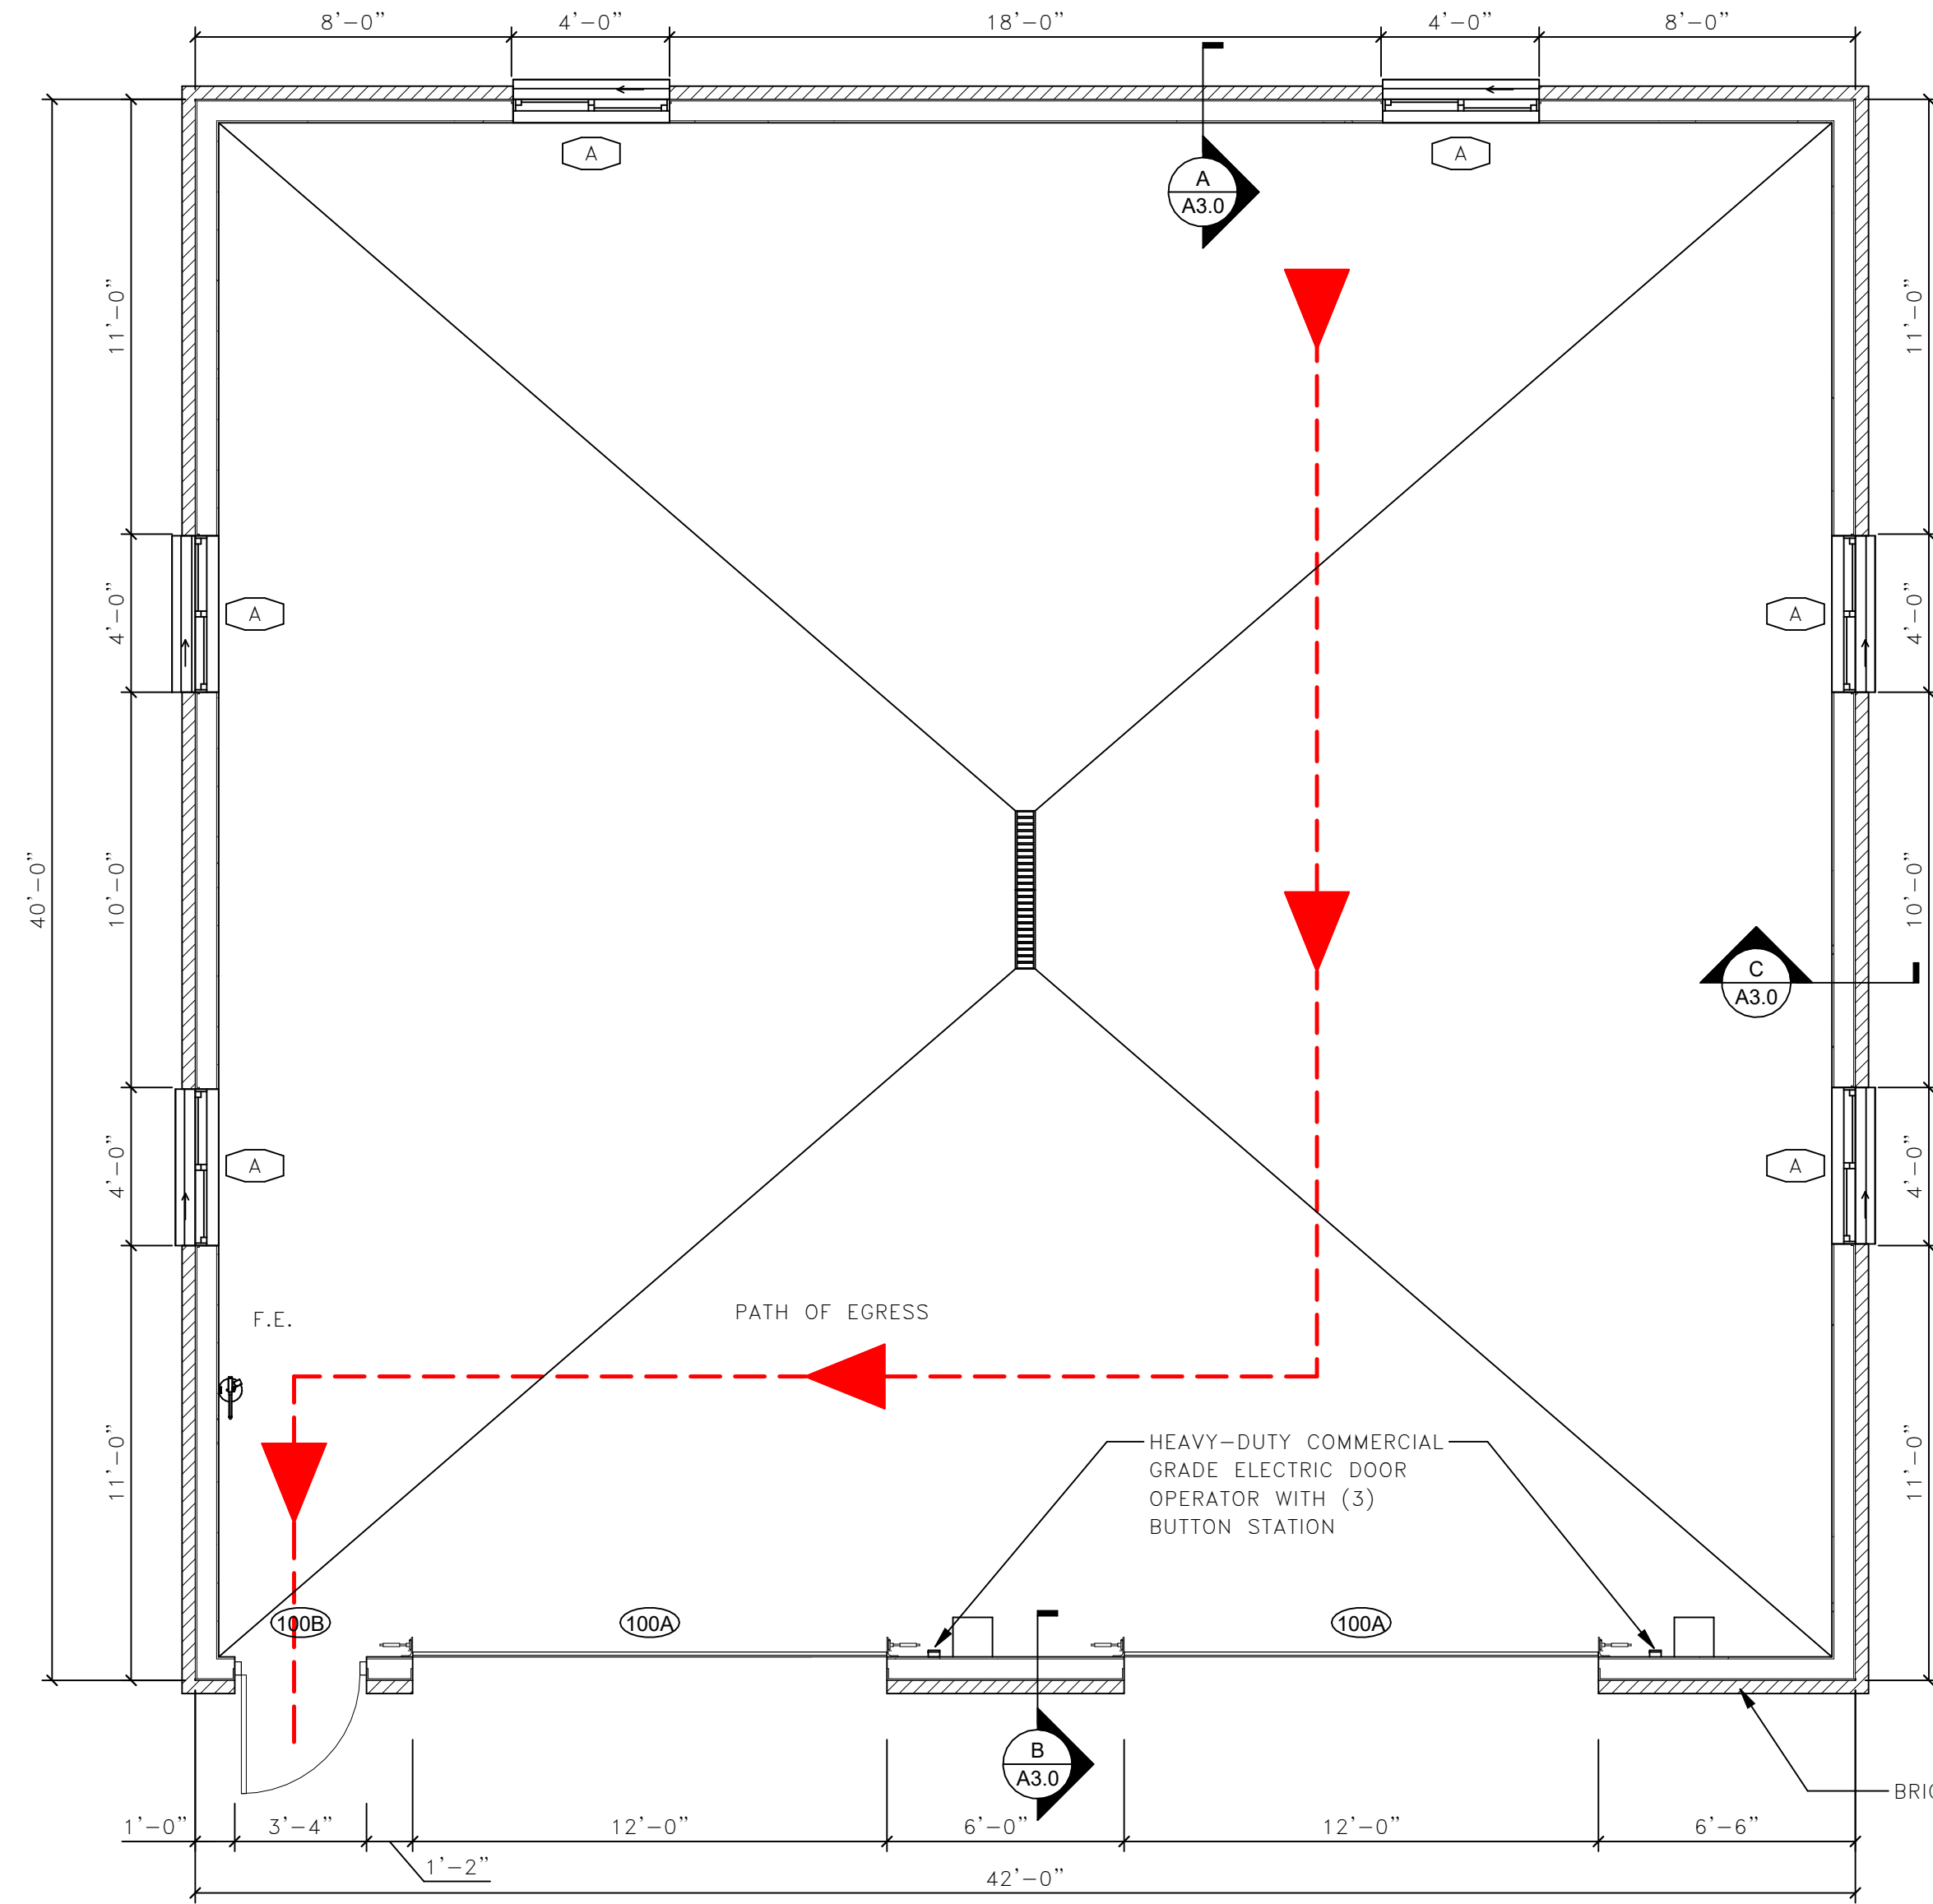 8'-0" 4'-0" 18'-0" 4'-0" 8'-0"
A A
A
A3.0
11'-0" 11'-0"
4'-0" A A 4'-0"
40'-0" 10'-0" 10'-0"
C
A3.0
4'-0" A A 4'-0"
F.E. PATH OF EGRESS
11'-0" 11'-0"
HEAVY-DUTY COMMERCIAL
GRADE ELECTRIC DOOR
OPERATOR WITH (3)
BUTTON STATION
100B 100A 100A
B
A3.0
1'-0" 3'-4" 12'-0" 6'-0" 12'-0" 6'-6"
1'-2"
42'-0"